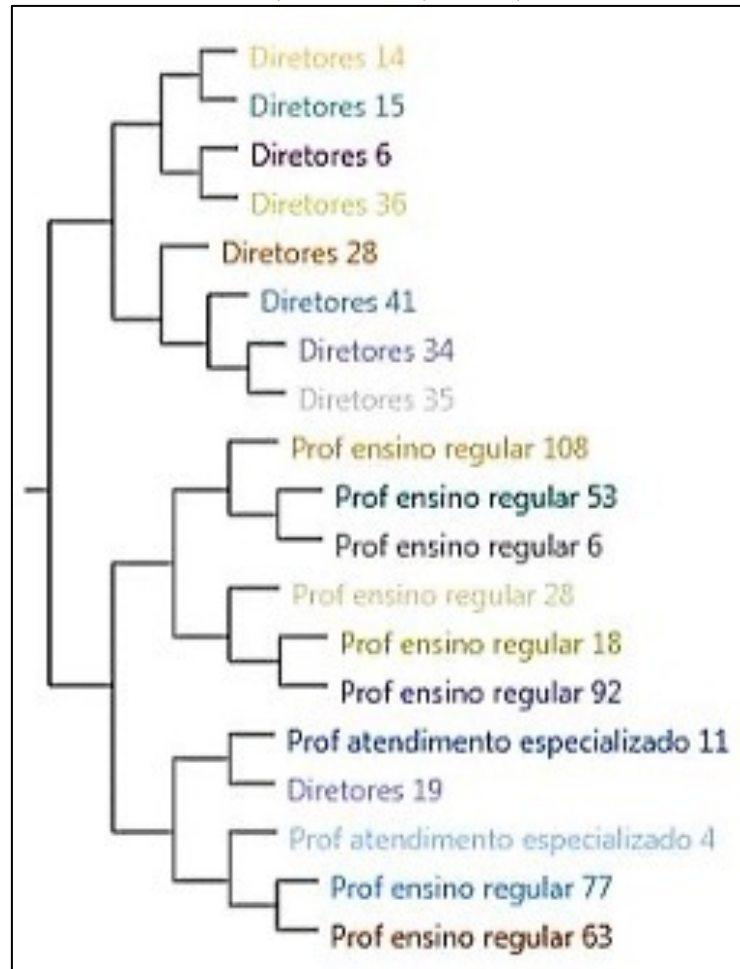 Diretores 14
Diretores 15
Diretores 6
Diretores 36
Diretores 28
Diretores 41
Diretores 34
Diretores 35
Prof ensino regular 108
Prof ensino regular 53
Prof ensino regular 6
Prof ensino regular 28
Prof ensino regular 18
Prof ensino regular 92
Prof atendimento especializado 11
Diretores 19
Prof atendimento especializado 4
Prof ensino regular 77
Prof ensino regular 63